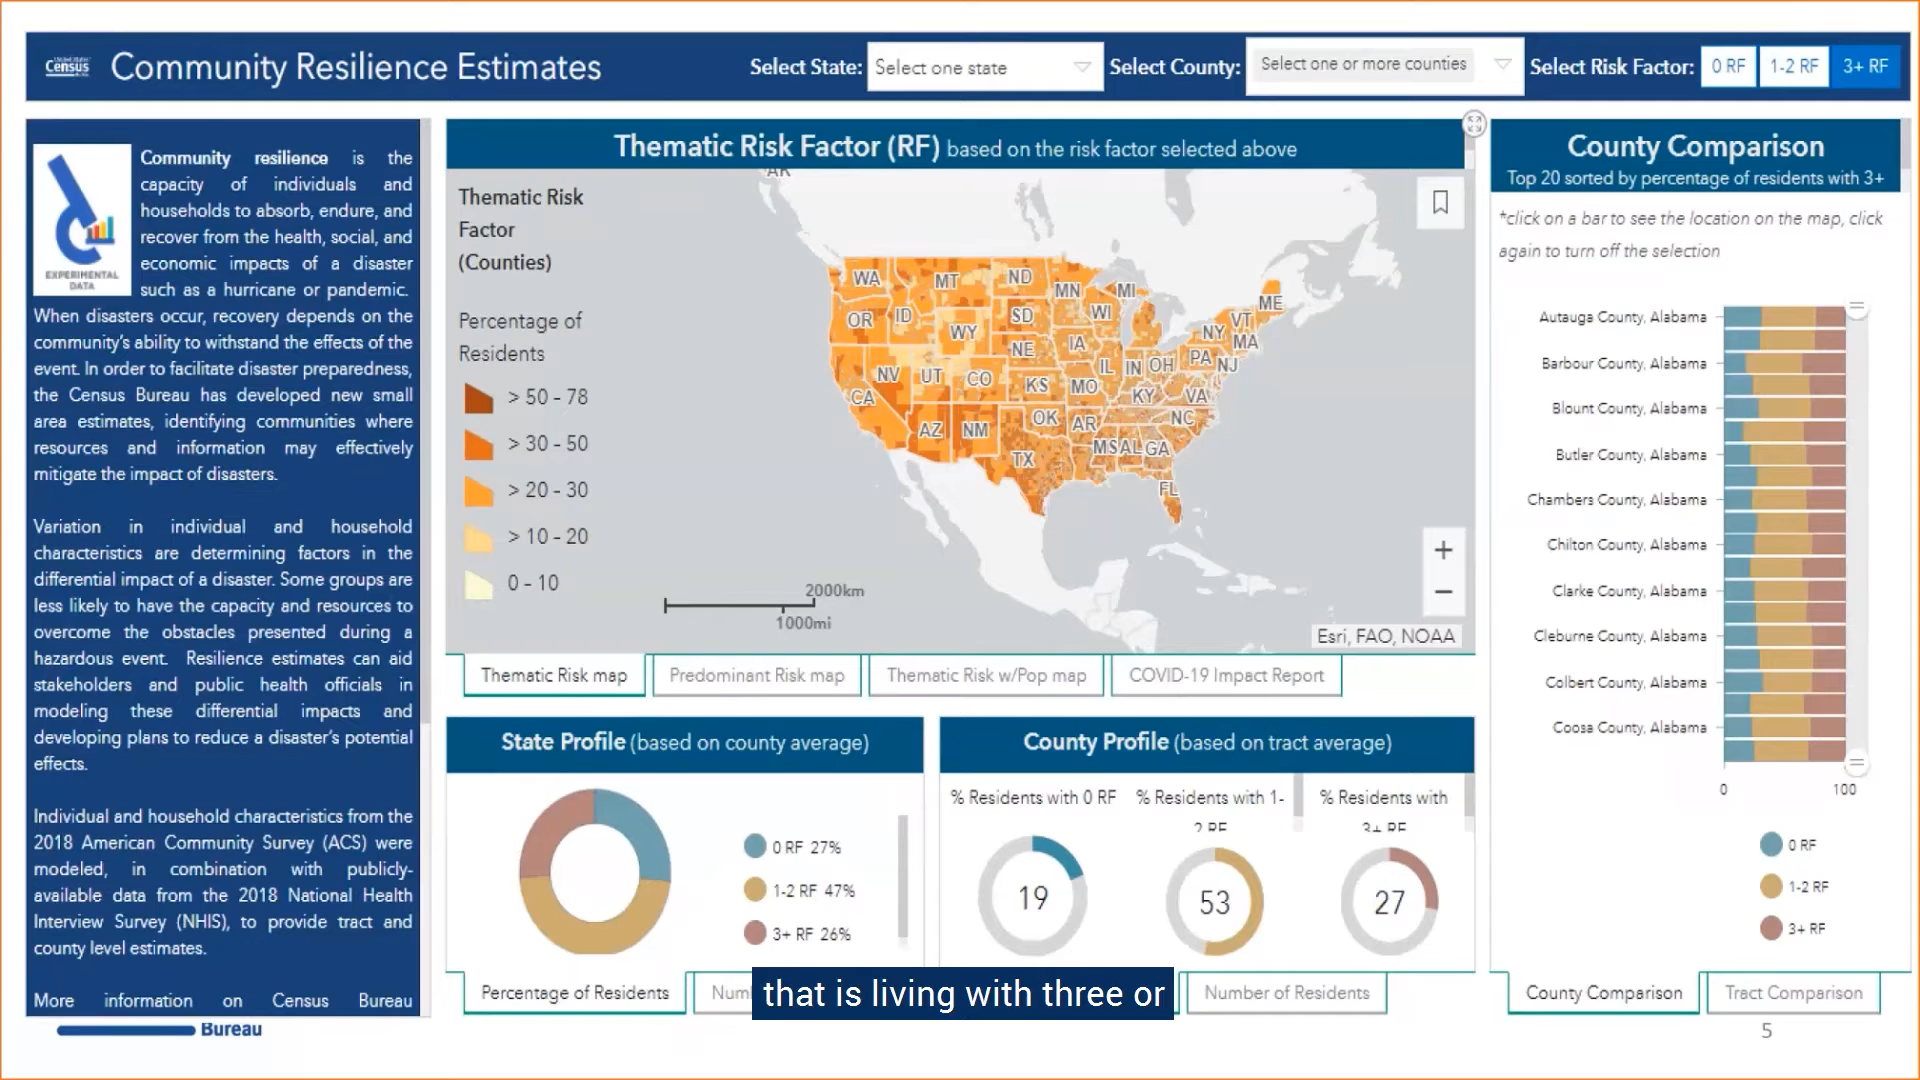 Census
Community Resilience Estimates
Select State:
Select one state
Select County:
Select one or more counties
Select Risk Factor:
0 RF
1-2 RF
3+ RF
EXPERIMENTAL
DATA
Community resilience is the
capacity of individuals and
households to absorb, endure, and
recover from the health, social, and
economic impacts of a disaster
such as a hurricane or pandemic.
When disasters occur, recovery depends on the
community's ability to withstand the effects of the
event. In order to facilitate disaster preparedness,
the Census Bureau has developed new small
area estimates, identifying communities where
resources and information may effectively
mitigate the impact of disasters.
Variation in individual and household
characteristics are determining factors in the
differential impact of a disaster. Some groups are
less likely to have the capacity and resources to
overcome the obstacles presented during a
hazardous event. Resilience estimates can aid
stakeholders and public health officials in
modeling these differential impacts and
developing plans to reduce a disaster's potential
effects.
Individual and household characteristics from the
2018 American Community Survey (ACS) were
modeled, in combination with publicly-
available data from the 2018 National Health
Interview Survey (NHIS), to provide tract and
county level estimates.
More information on Census Bureau
Bureau
Thematic Risk Factor (RF) based on the risk factor selected above
Thematic Risk
Factor
(Counties)
Percentage of
Residents
> 50 - 78
> 30 - 50
> 20 - 30
> 10 - 20
0 - 10
AK
WA
MT
ND
MN
MI
ME
OR
ID
WY
SD
WI
NY
VT
MA
NE
IA
PA
NJ
NV
UT
CO
KS
MO
IL
IN
OH
CA
KY
VA
AZ
NM
OK
AR
NC
TX
MS
AL
GA
FL
2000km
1000mi
+
−
Esri, FAO, NOAA
Thematic Risk map
Predominant Risk map
Thematic Risk w/Pop map
COVID-19 Impact Report
State Profile (based on county average)
0 RF 27%
1-2 RF 47%
3+ RF 26%
Percentage of Residents
Num
County Profile (based on tract average)
% Residents with 0 RF
% Residents with 1-
2 RF
% Residents with
3+ RF
19
53
27
Number of Residents
that is living with three or
County Comparison
Top 20 sorted by percentage of residents with 3+
*click on a bar to see the location on the map, click
again to turn off the selection
Autauga County, Alabama
Barbour County, Alabama
Blount County, Alabama
Butler County, Alabama
Chambers County, Alabama
Chilton County, Alabama
Clarke County, Alabama
Cleburne County, Alabama
Colbert County, Alabama
Coosa County, Alabama
0
100
0 RF
1-2 RF
3+ RF
County Comparison
Tract Comparison
5